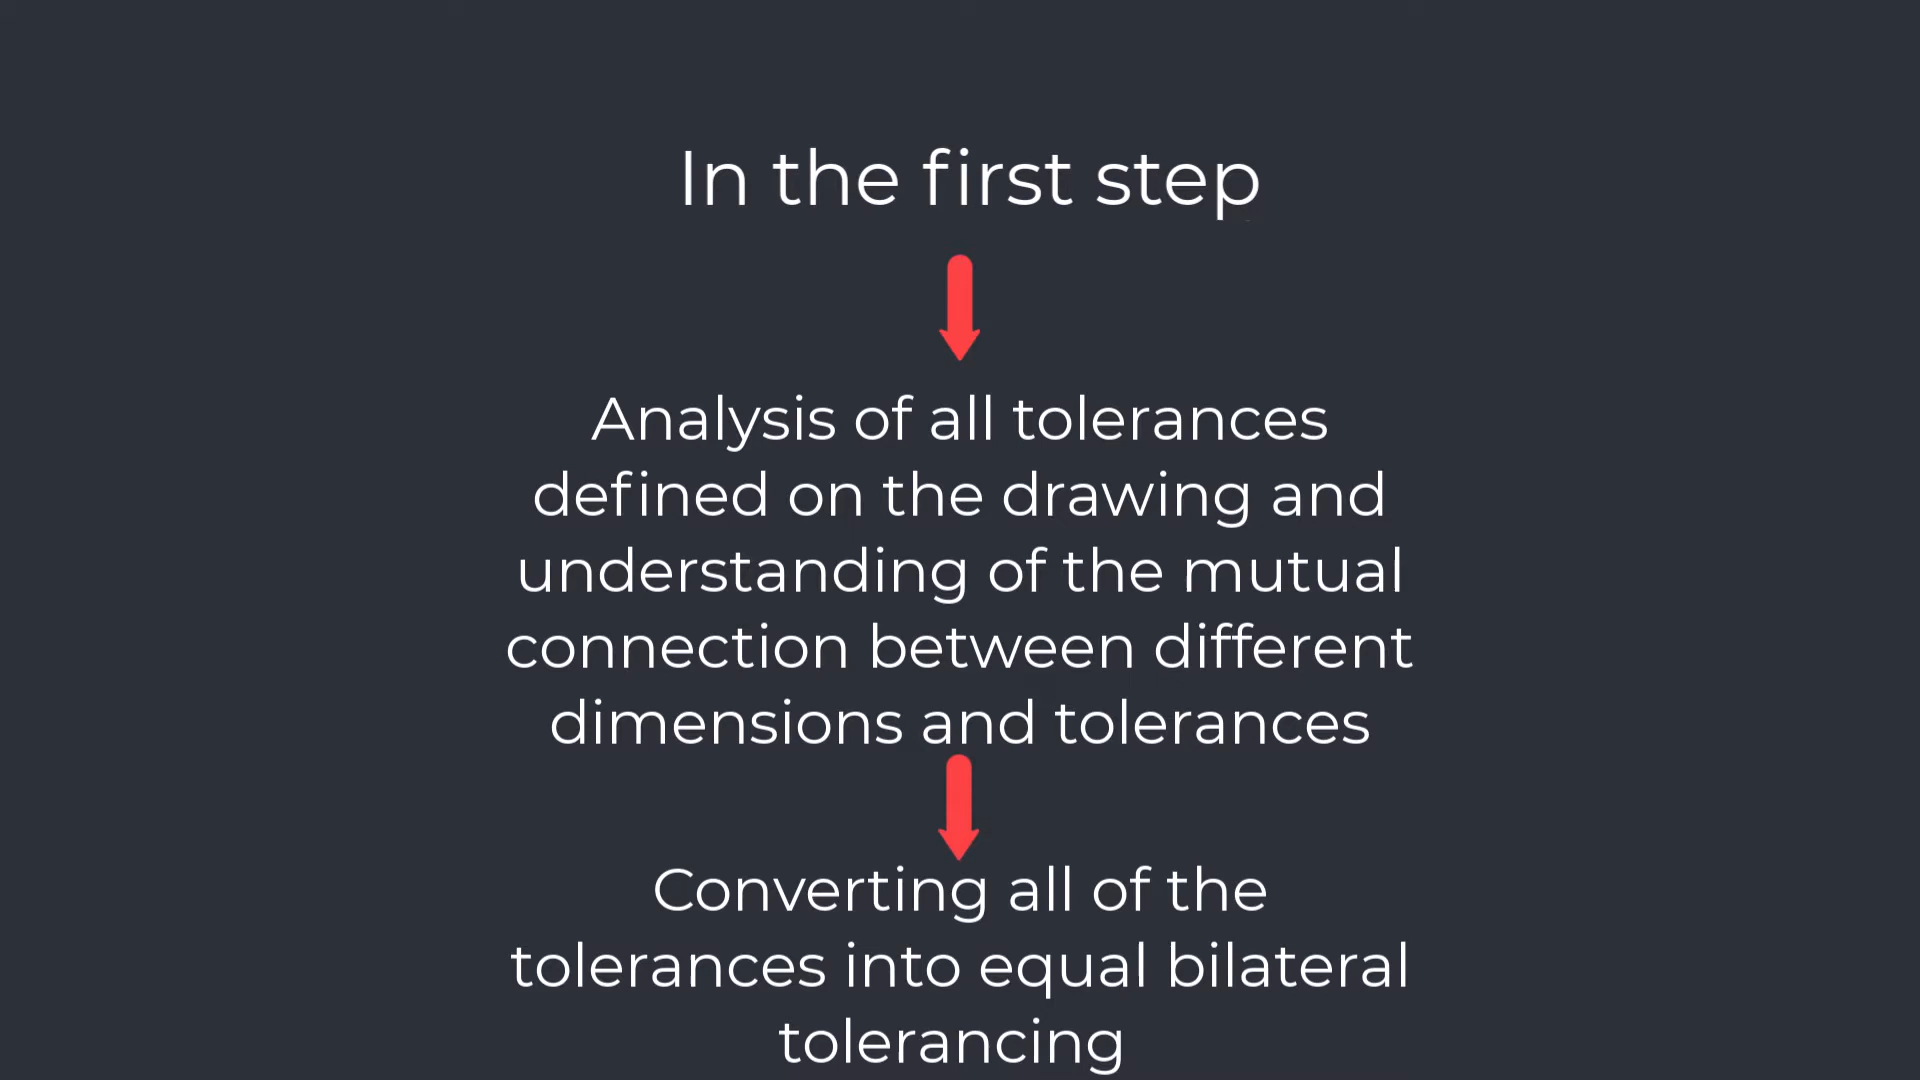 In the first step
Analysis of all tolerances
defined on the drawing and
understanding of the mutual
connection between different
dimensions and tolerances
Converting all of the
tolerances into equal bilateral
tolerancing